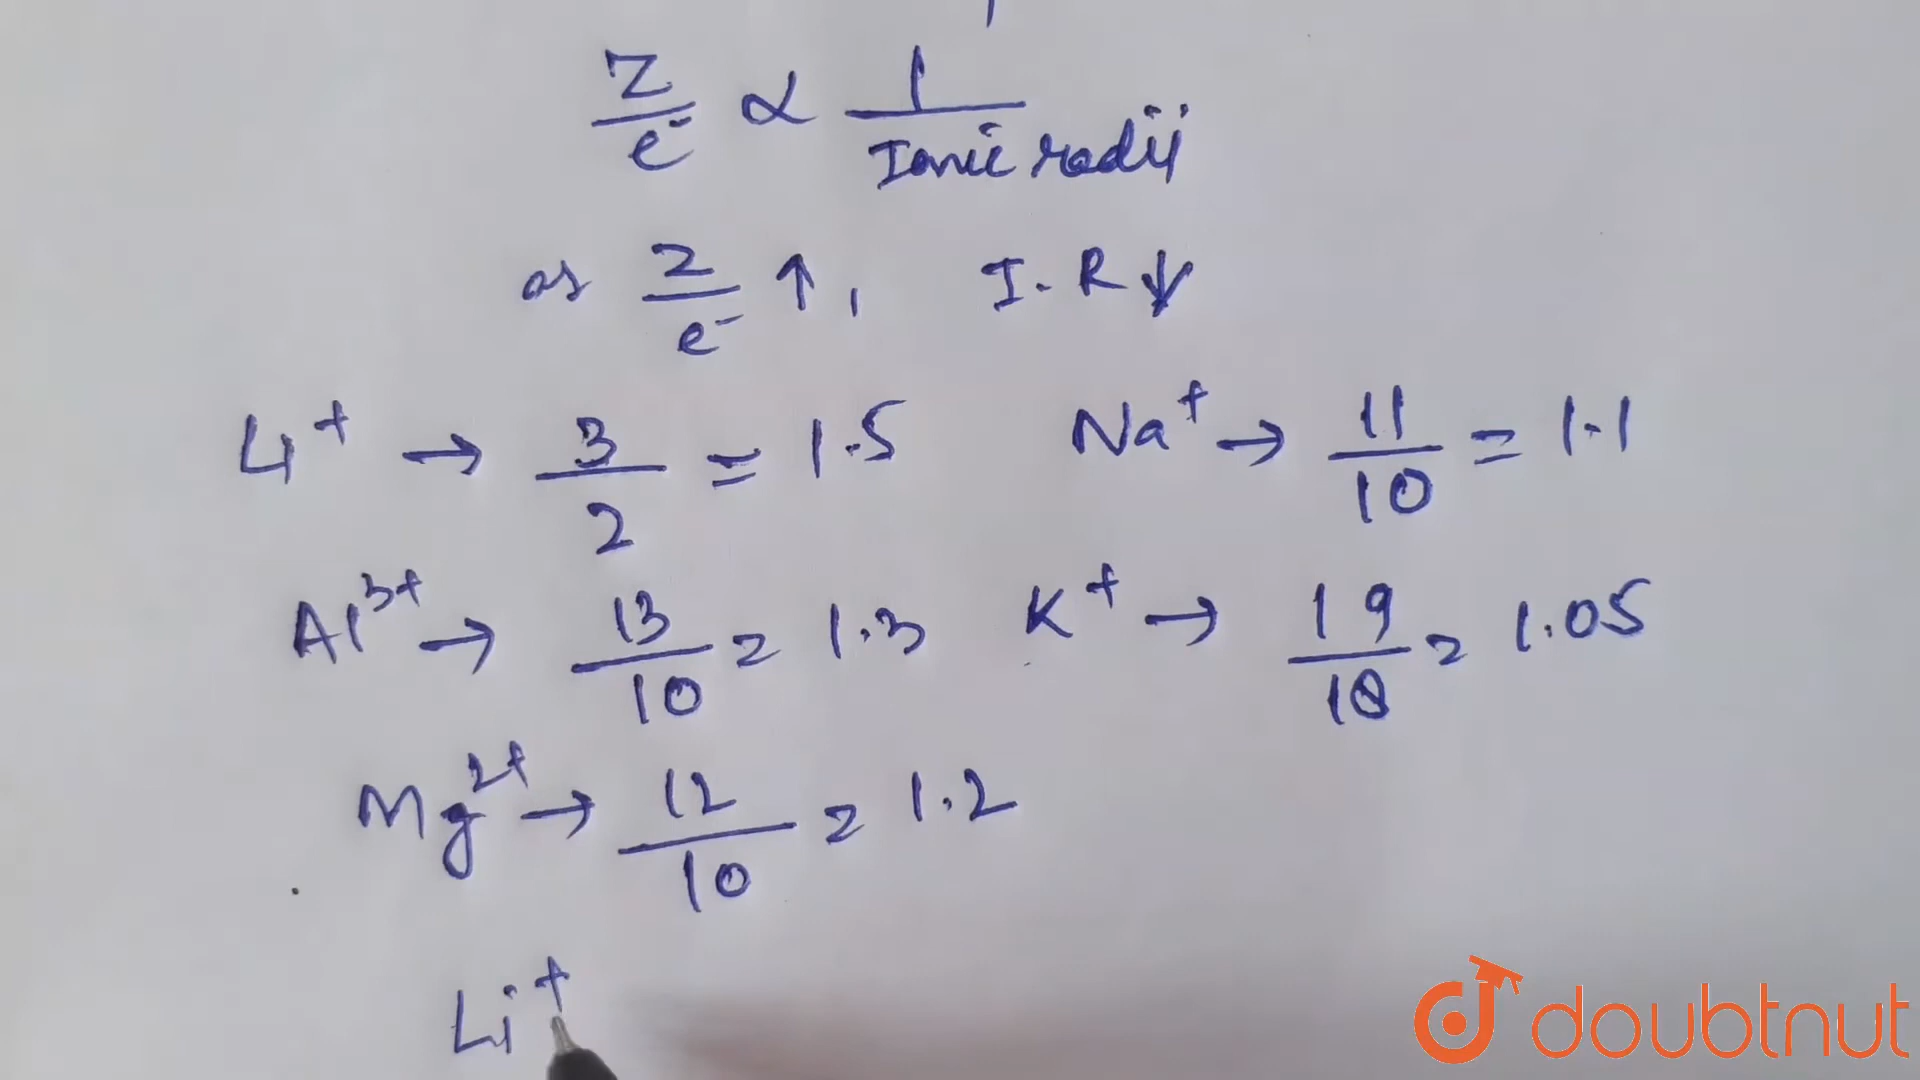 Z/e⁻ ∝ 1/Ionic radii
as Z/e⁻ ↑, I.R ↓
Li⁺ → 3/2 = 1.5 Na⁺ → 11/10 = 1.1
Al³⁺ → 13/10 = 1.3 K⁺ → 19/18 = 1.05
Mg²⁺ → 12/10 = 1.2
Li⁺
doubtnut